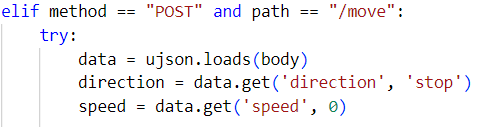 elif method == "POST" and path == "/move":
    try:
        data = ujson.loads(body)
        direction = data.get('direction', 'stop')
        speed = data.get('speed', 0)